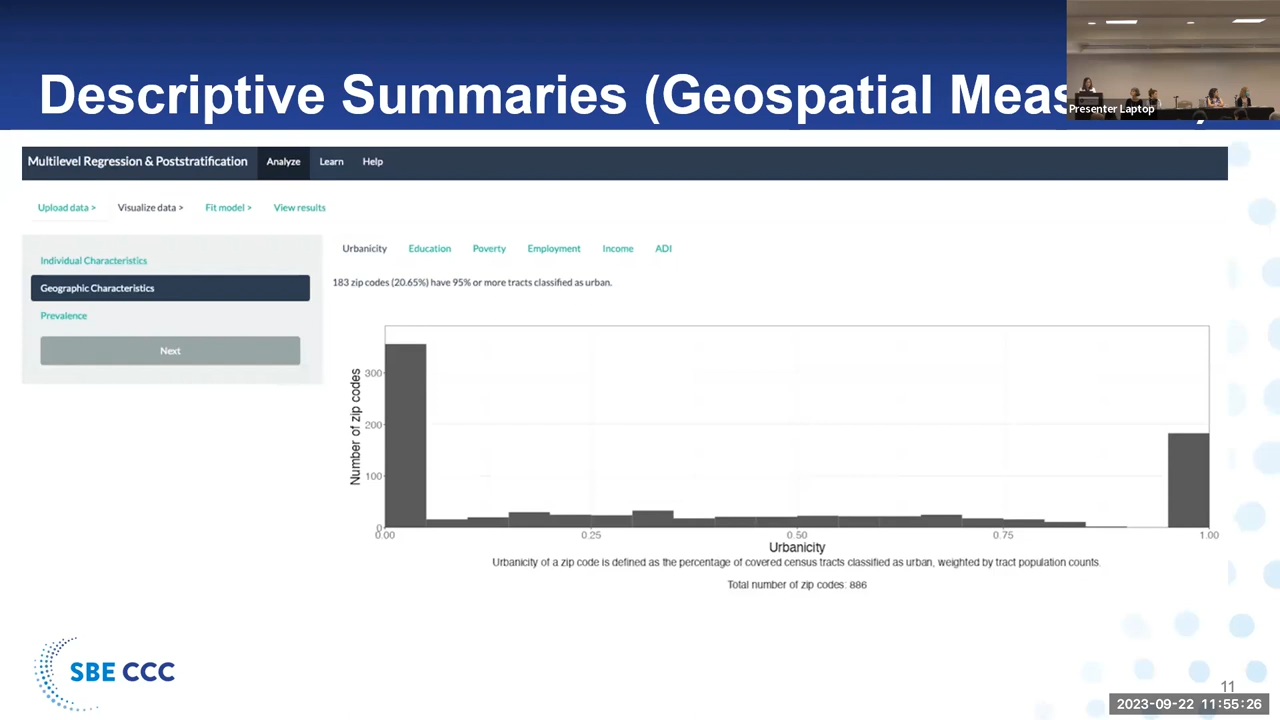 Descriptive Summaries (Geospatial Meas
Presenter Laptop
Multilevel Regression & Poststratification Analyze Learn Help
Upload data > Visualize data > Fit model > View results
Individual Characteristics
Geographic Characteristics
Prevalence
Next
Urbanicity Education Poverty Employment Income ADI
183 zip codes (20.65%) have 95% or more tracts classified as urban.
Number of zip codes
300
200
100
0
0.00 0.25 0.50 0.75 1.00
Urbanicity
Urbanicity of a zip code is defined as the percentage of covered census tracts classified as urban, weighted by tract population counts.
Total number of zip codes: 886
SBE CCC
11
2023-09-22 11:55:26